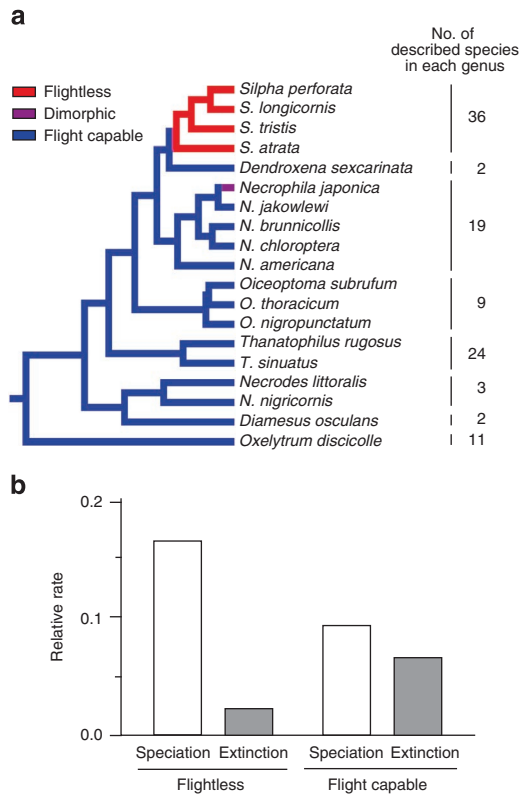 a
No. of
described species
in each genus
Flightless
Dimorphic
Flight capable
Silpha perforata
S. longicornis
S. tristis
S. atrata
36
Dendroxena sexcarinata
2
Necrophila japonica
N. jakowlewi
N. brunnicollis
N. chloroptera
N. americana
19
Oiceoptoma subrufum
O. thoracicum
O. nigropunctatum
9
Thanatophilus rugosus
T. sinuatus
24
Necrodes littoralis
N. nigricornis
3
Diamesus osculans
2
Oxelytrum discicolle
11
b
Relative rate
0.2
0.1
0.0
Speciation Extinction Speciation Extinction
Flightless Flight capable